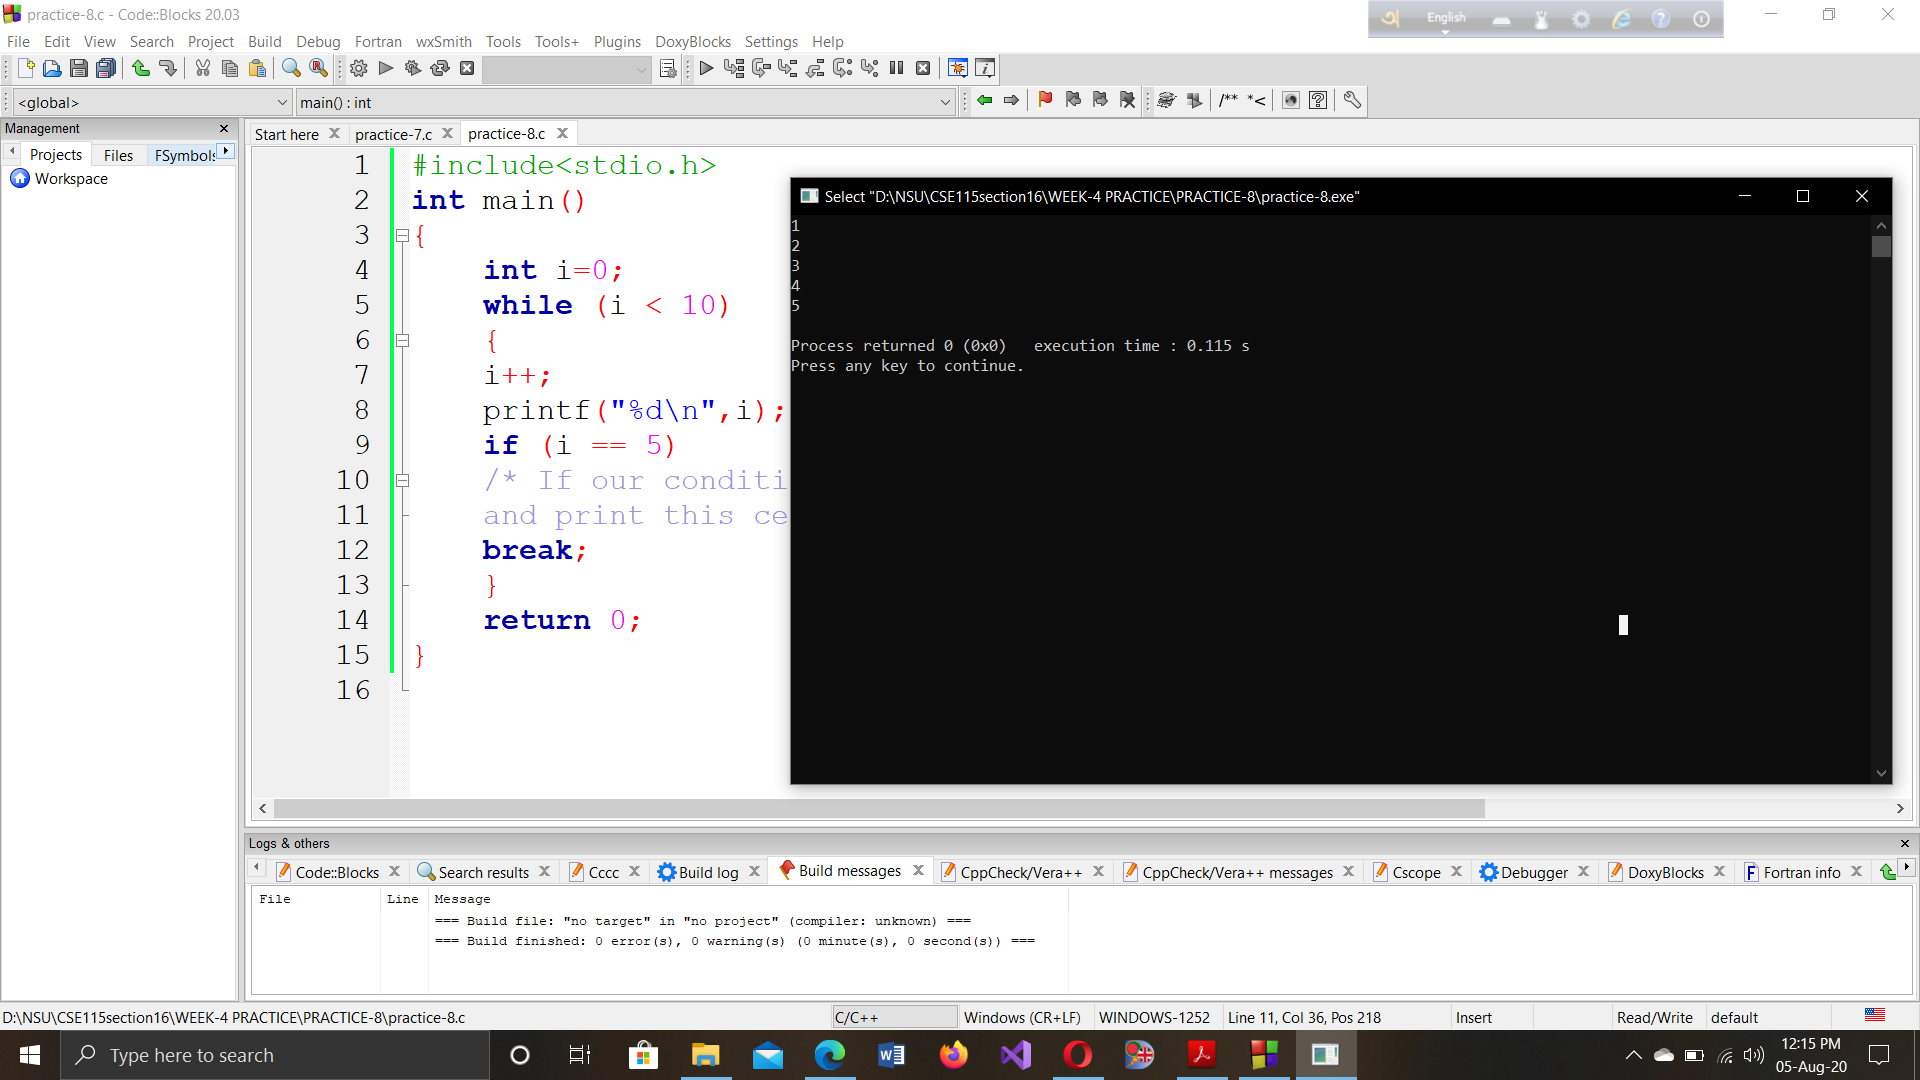 practice-8.c - Code::Blocks 20.03
English
File Edit View Search Project Build Debug Fortran wxSmith Tools Tools+ Plugins DoxyBlocks Settings Help
<global>
main() : int
/** *<
Management
Projects Files FSymbols
Workspace
Start here practice-7.c practice-8.c
1 #include<stdio.h>
2 int main()
3 {
4 int i=0;
5 while (i < 10)
6 {
7 i++;
8 printf("%d\n",i);
9 if (i == 5)
10 /* If our conditi
11 and print this ce
12 break;
13 }
14 return 0;
15 }
16
Select "D:\NSU\CSE115section16\WEEK-4 PRACTICE\PRACTICE-8\practice-8.exe"
1
2
3
4
5
Process returned 0 (0x0) execution time : 0.115 s
Press any key to continue.
Logs & others
Code::Blocks Search results Cccc Build log Build messages CppCheck/Vera++ CppCheck/Vera++ messages Cscope Debugger DoxyBlocks Fortran info
File Line Message
=== Build file: "no target" in "no project" (compiler: unknown) ===
=== Build finished: 0 error(s), 0 warning(s) (0 minute(s), 0 second(s)) ===
D:\NSU\CSE115section16\WEEK-4 PRACTICE\PRACTICE-8\practice-8.c C/C++ Windows (CR+LF) WINDOWS-1252 Line 11, Col 36, Pos 218 Insert Read/Write default
Type here to search
12:15 PM
05-Aug-20